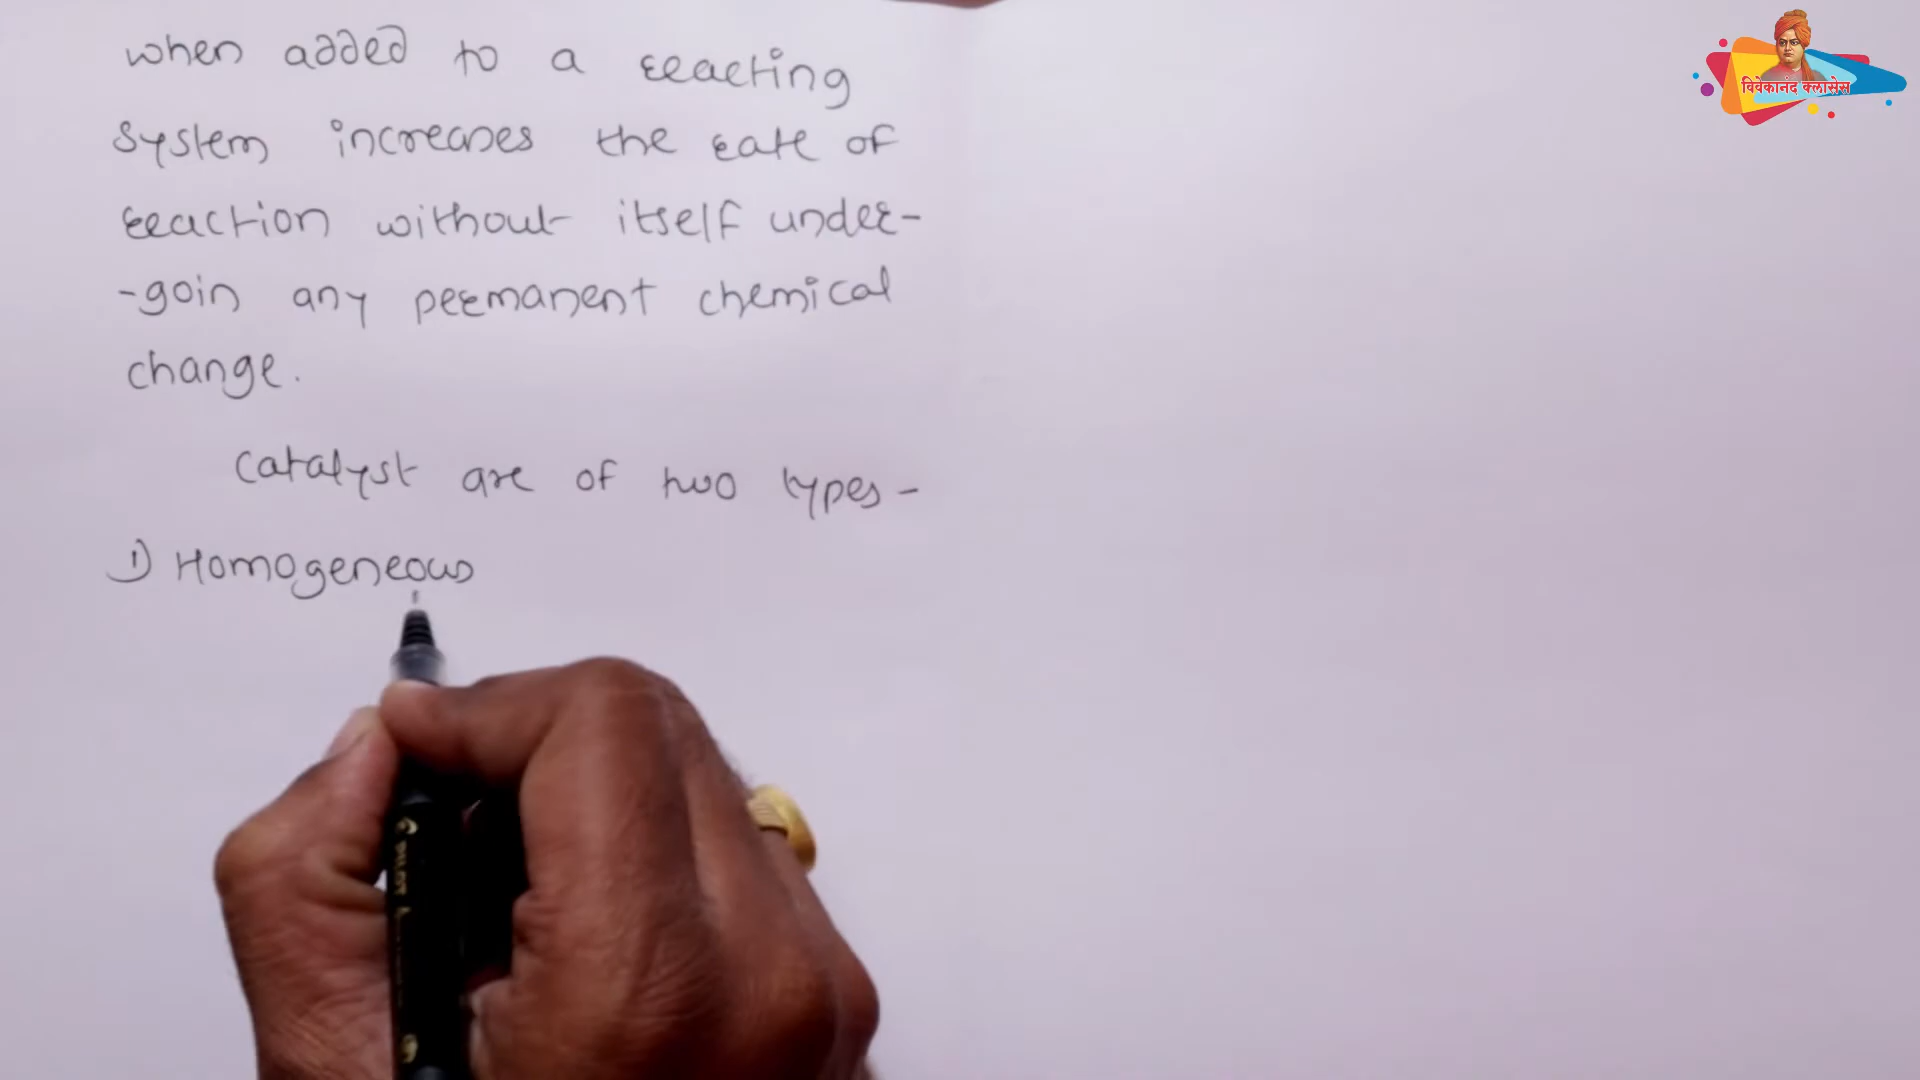 when added to a reacting
विवेकानंद क्लासेस
system increases the rate of
reaction without itself under-
-goin any permanent chemical
change.
Catalyst are of two types-
1) Homogeneous
PILOT